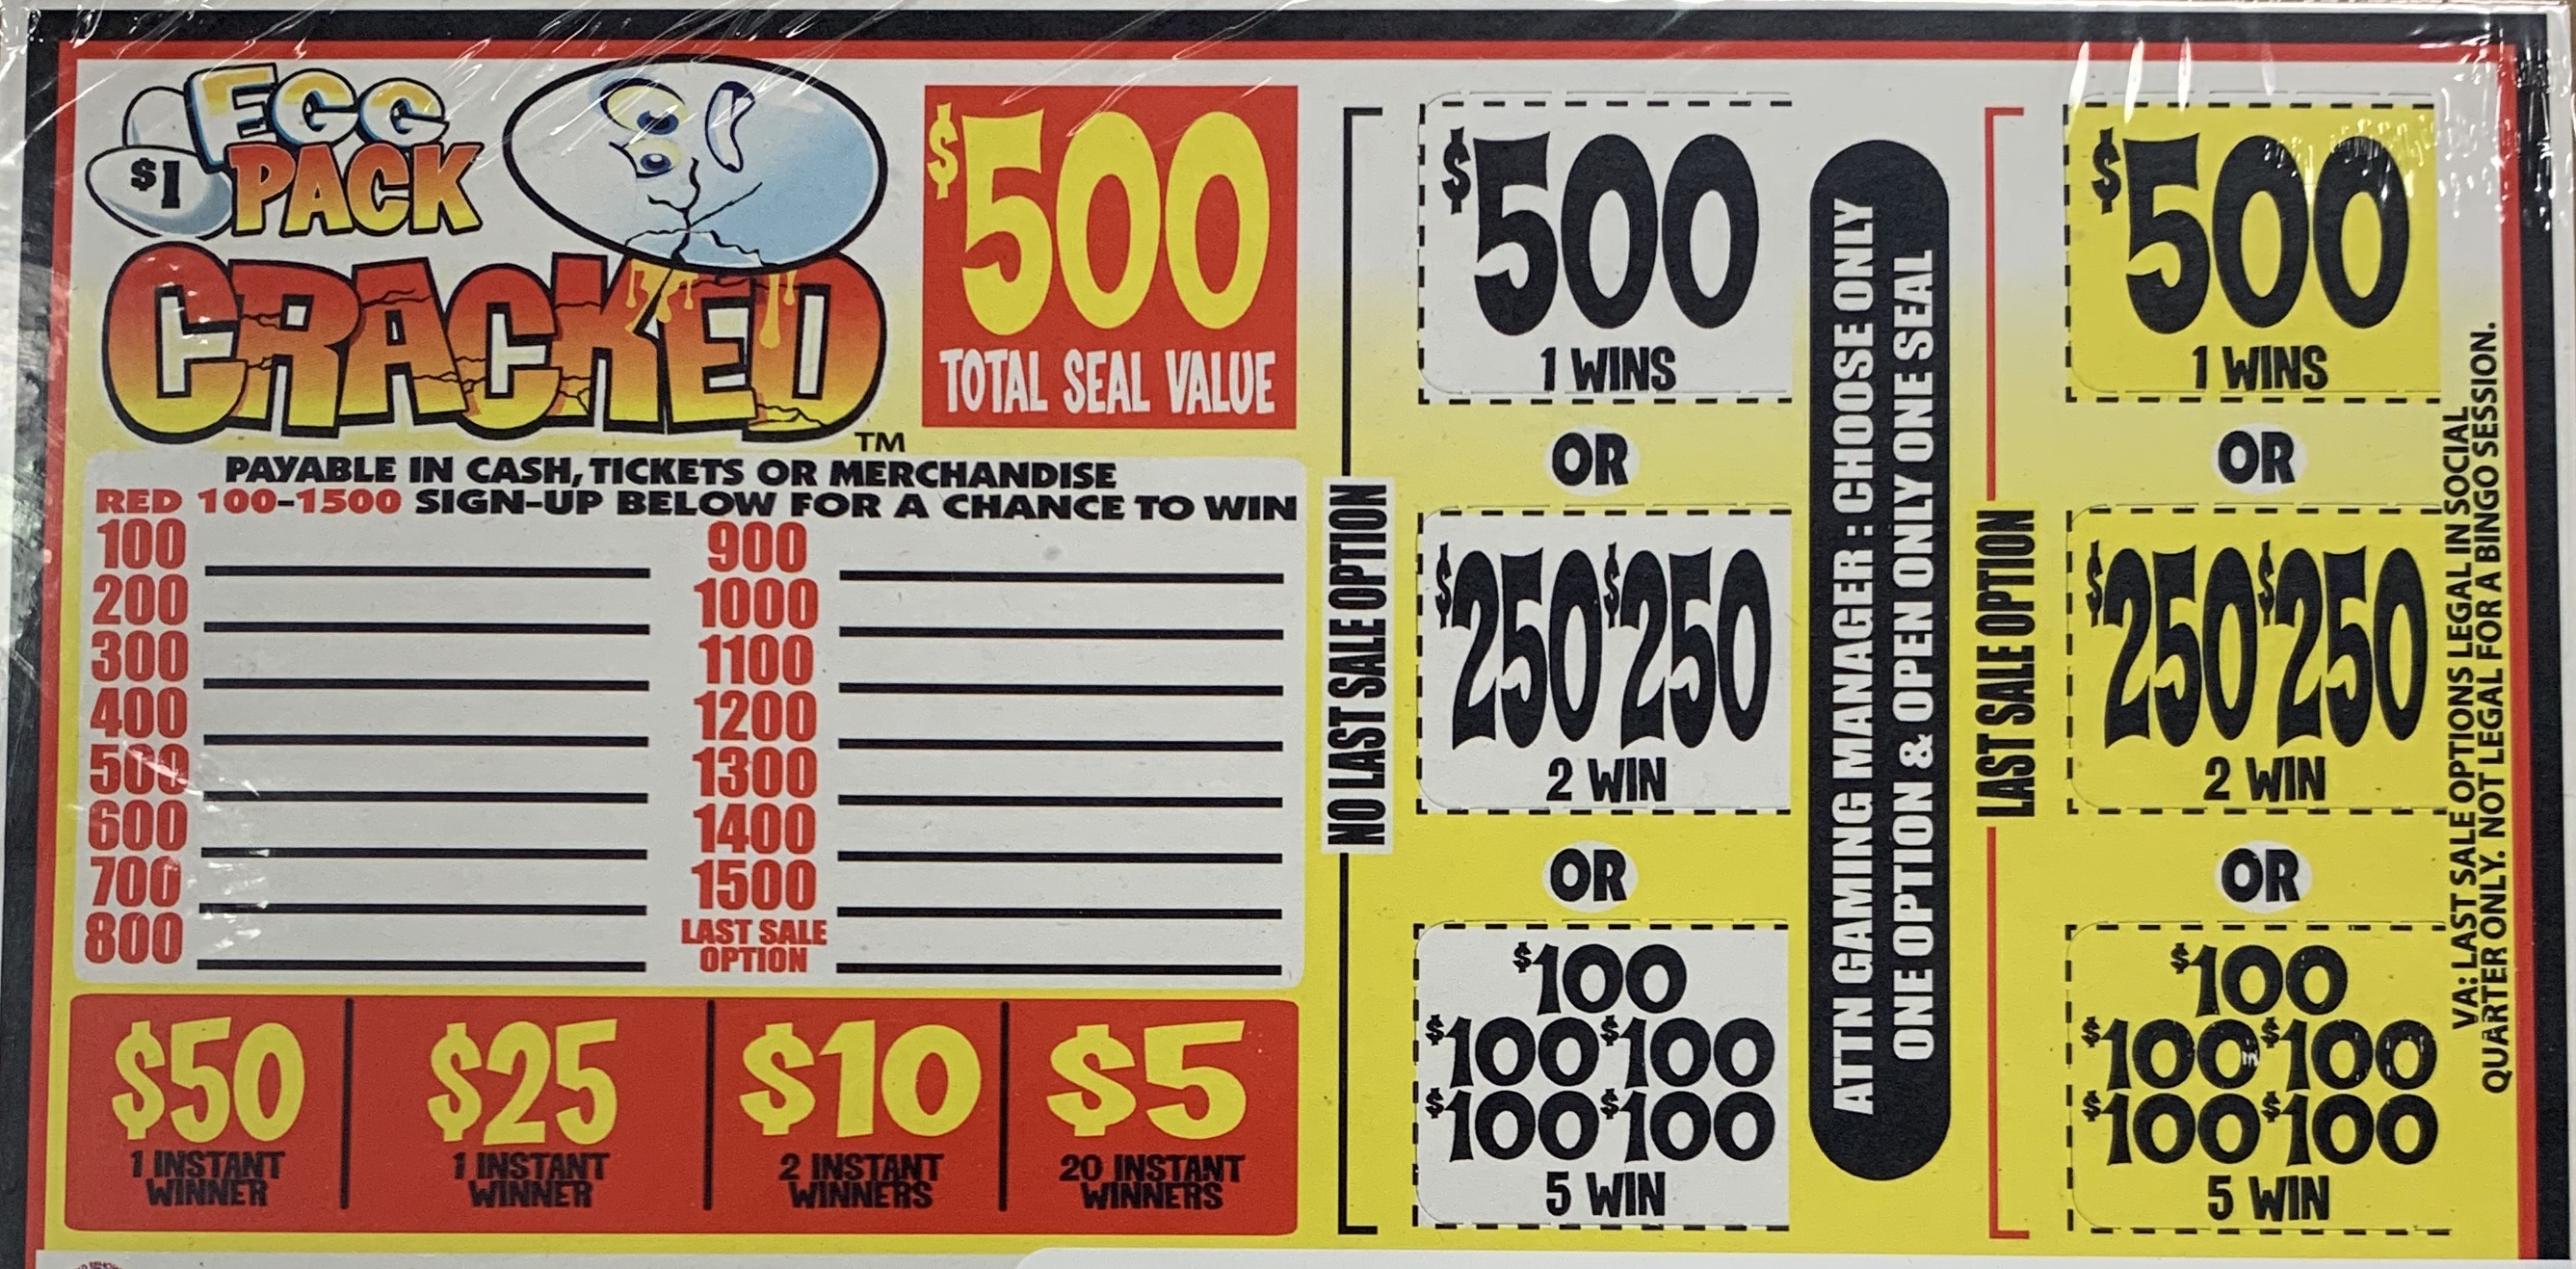 EGG
$1 PACK
CRACKED™
$500
TOTAL SEAL VALUE
PAYABLE IN CASH, TICKETS OR MERCHANDISE
RED 100-1500 SIGN-UP BELOW FOR A CHANCE TO WIN
100
200
300
400
500
600
700
800
900
1000
1100
1200
1300
1400
1500
LAST SALE
OPTION
$50
1 INSTANT
WINNER
$25
1 INSTANT
WINNER
$10
2 INSTANT
WINNERS
$5
20 INSTANT
WINNERS
NO LAST SALE OPTION
$500
1 WINS
OR
$250 $250
2 WIN
OR
$100
$100 $100
$100 $100
5 WIN
ATTN GAMING MANAGER: CHOOSE ONLY
ONE OPTION & OPEN ONLY ONE SEAL
LAST SALE OPTION
$500
1 WINS
OR
$250 $250
2 WIN
OR
$100
$100 $100
$100 $100
5 WIN
VA: LAST SALE OPTIONS LEGAL IN SOCIAL
QUARTER ONLY. NOT LEGAL FOR A BINGO SESSION.